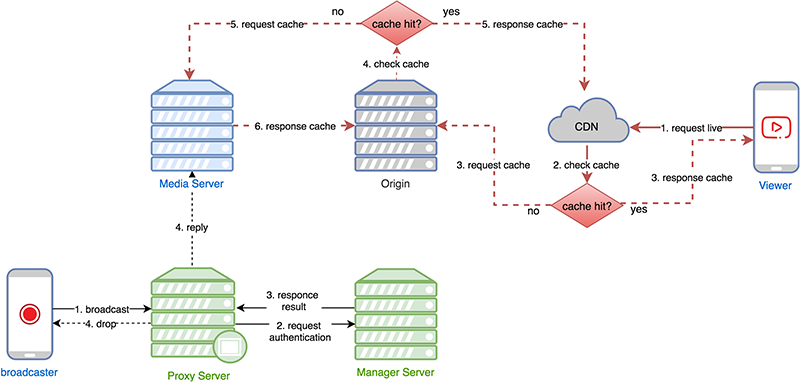 no
cache hit?
yes
5. request cache
5. response cache
4. check cache
6. response cache
CDN
1. request live
2. check cache
3. request cache
3. response cache
Media Server
Origin
Viewer
cache hit?
no
yes
4. reply
1. broadcast
3. responce
result
4. drop
2. request
authentication
broadcaster
Proxy Server
Manager Server